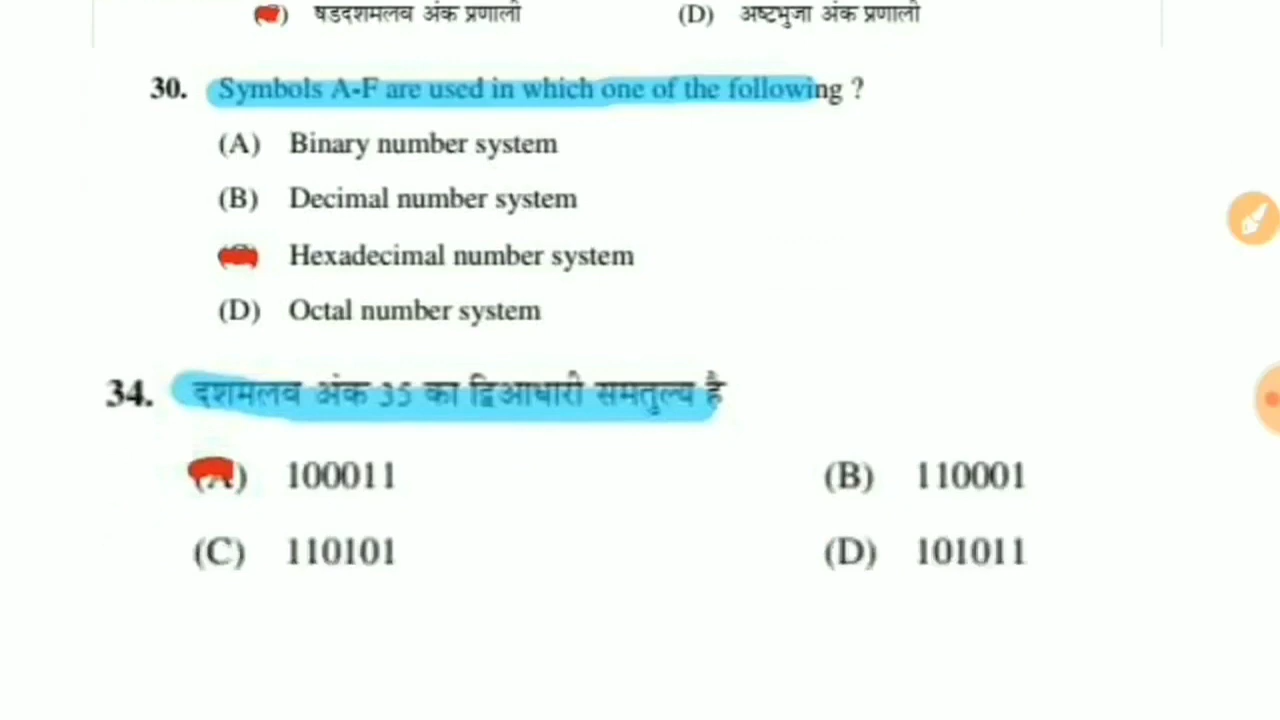 षडदशमलव अंक प्रणाली (D) अष्टभुजा अंक प्रणाली
30. Symbols A-F are used in which one of the following ?
(A) Binary number system
(B) Decimal number system
Hexadecimal number system
(D) Octal number system
34. दशमलव अंक 35 का द्विआधारी समतुल्य है
(A) 100011 (B) 110001
(C) 110101 (D) 101011